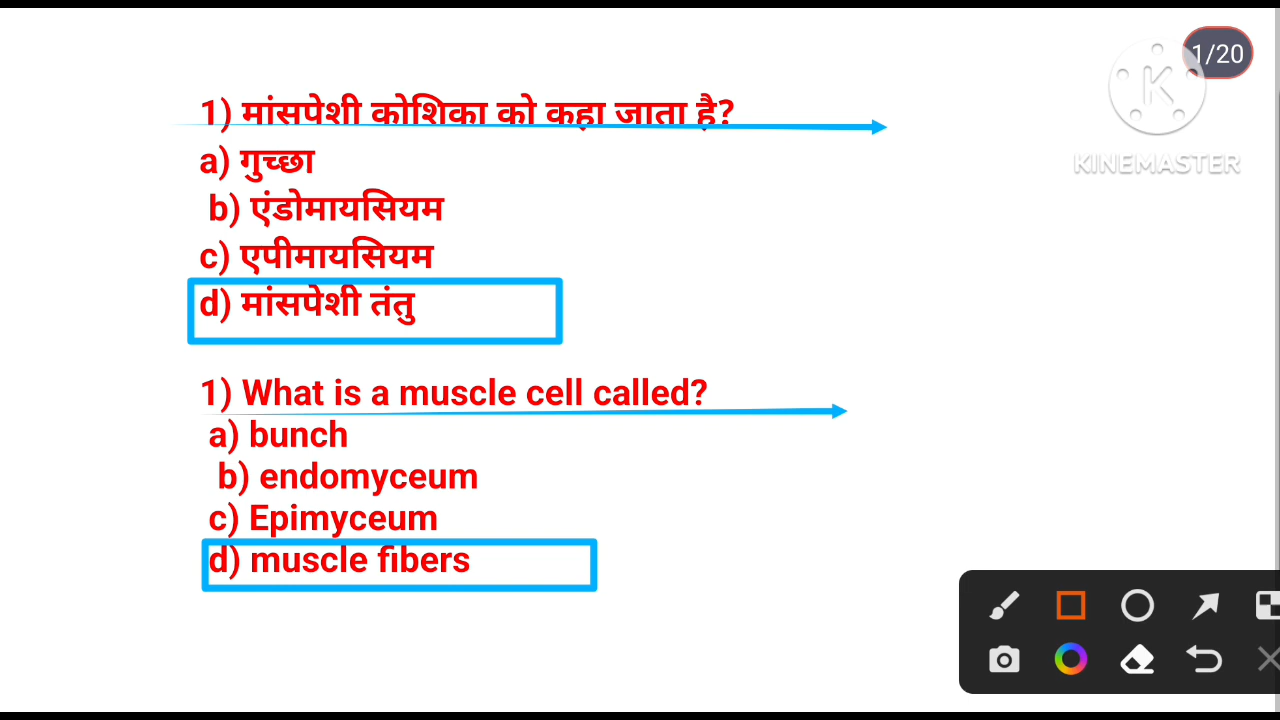 1/20
KINEMASTER
1) मांसपेशी कोशिका को कहा जाता है?
a) गुच्छा
b) एंडोमायसियम
c) एपीमायसियम
d) मांसपेशी तंतु
1) What is a muscle cell called?
a) bunch
b) endomyceum
c) Epimyceum
d) muscle fibers